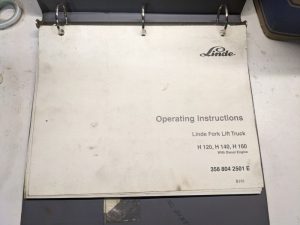 Linde
Operating Instructions
Linde Fork Lift Truck
H 120, H 140, H 160
With Diesel Engine
356 804 2501 E